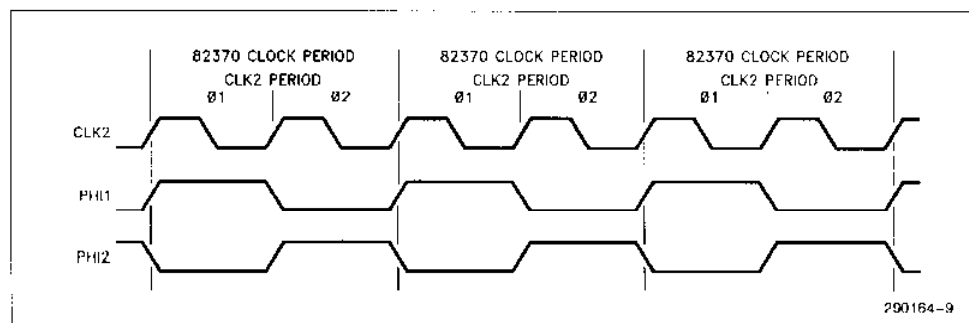 82370 CLOCK PERIOD 82370 CLOCK PERIOD 82370 CLOCK PERIOD
CLK2 PERIOD CLK2 PERIOD CLK2 PERIOD
Ø1 Ø2 Ø1 Ø2 Ø1 Ø2
CLK2
PHI1
PHI2
290164-9